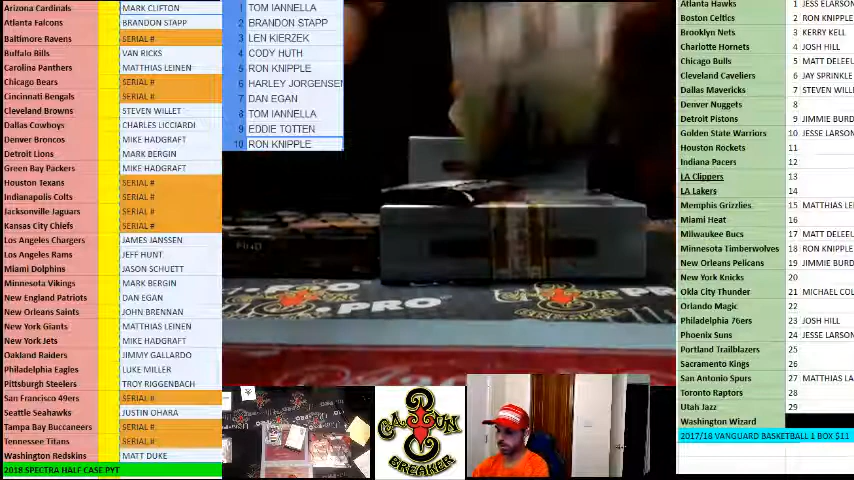 Arizona Cardinals MARK CLIFTON
Atlanta Falcons BRANDON STAPP
Baltimore Ravens SERIAL #
Buffalo Bills VAN RICKS
Carolina Panthers MATTHIAS LEINEN
Chicago Bears SERIAL #
Cincinnati Bengals SERIAL #
Cleveland Browns STEVEN WILLET
Dallas Cowboys CHARLES LICCIARDI
Denver Broncos MIKE HADGRAFT
Detroit Lions MARK BERGIN
Green Bay Packers MIKE HADGRAFT
Houston Texans SERIAL #
Indianapolis Colts SERIAL #
Jacksonville Jaguars SERIAL #
Kansas City Chiefs SERIAL #
Los Angeles Chargers JAMES JANSSEN
Los Angeles Rams JEFF HUNT
Miami Dolphins JASON SCHUETT
Minnesota Vikings MARK BERGIN
New England Patriots DAN EGAN
New Orleans Saints JOHN BRENNAN
New York Giants MATTHIAS LEINEN
New York Jets MIKE HADGRAFT
Oakland Raiders JIMMY GALLARDO
Philadelphia Eagles LUKE MILLER
Pittsburgh Steelers TROY RIGGENBACH
San Francisco 49ers SERIAL #
Seattle Seahawks JUSTIN OHARA
Tampa Bay Buccaneers SERIAL #
Tennessee Titans SERIAL #
Washington Redskins MATT DUKE
2018 SPECTRA HALF CASE PYT
1 TOM IANNELLA
2 BRANDON STAPP
3 LEN KIERZEK
4 CODY HUTH
5 RON KNIPPLE
6 HARLEY JORGENSEN
7 DAN EGAN
8 TOM IANNELLA
9 EDDIE TOTTEN
10 RON KNIPPLE
PRO
PRO
CAJUN
BREAKER
Atlanta Hawks 1 JESS ELARSON
Boston Celtics 2 RON KNIPPLE
Brooklyn Nets 3 KERRY KELL
Charlotte Hornets 4 JOSH HILL
Chicago Bulls 5 MATT DELEEU
Cleveland Cavaliers 6 JAY SPRINKLE
Dallas Mavericks 7 STEVEN WILL
Denver Nuggets 8
Detroit Pistons 9 JIMMIE BURD
Golden State Warriors 10 JESSE LARSON
Houston Rockets 11
Indiana Pacers 12
LA Clippers 13
LA Lakers 14
Memphis Grizzlies 15 MATTHIAS LE
Miami Heat 16
Milwaukee Bucs 17 MATT DELEEU
Minnesota Timberwolves 18 RON KNIPPLE
New Orleans Pelicans 19 JIMMIE BURD
New York Knicks 20
Okla City Thunder 21 MICHAEL COL
Orlando Magic 22
Philadelphia 76ers 23 JOSH HILL
Phoenix Suns 24 JESSE LARSON
Portland Trailblazers 25
Sacramento Kings 26
San Antonio Spurs 27 MATTHIAS LA
Toronto Raptors 28
Utah Jazz 29
Washington Wizard
2017/18 VANGUARD BASKETBALL 1 BOX $11